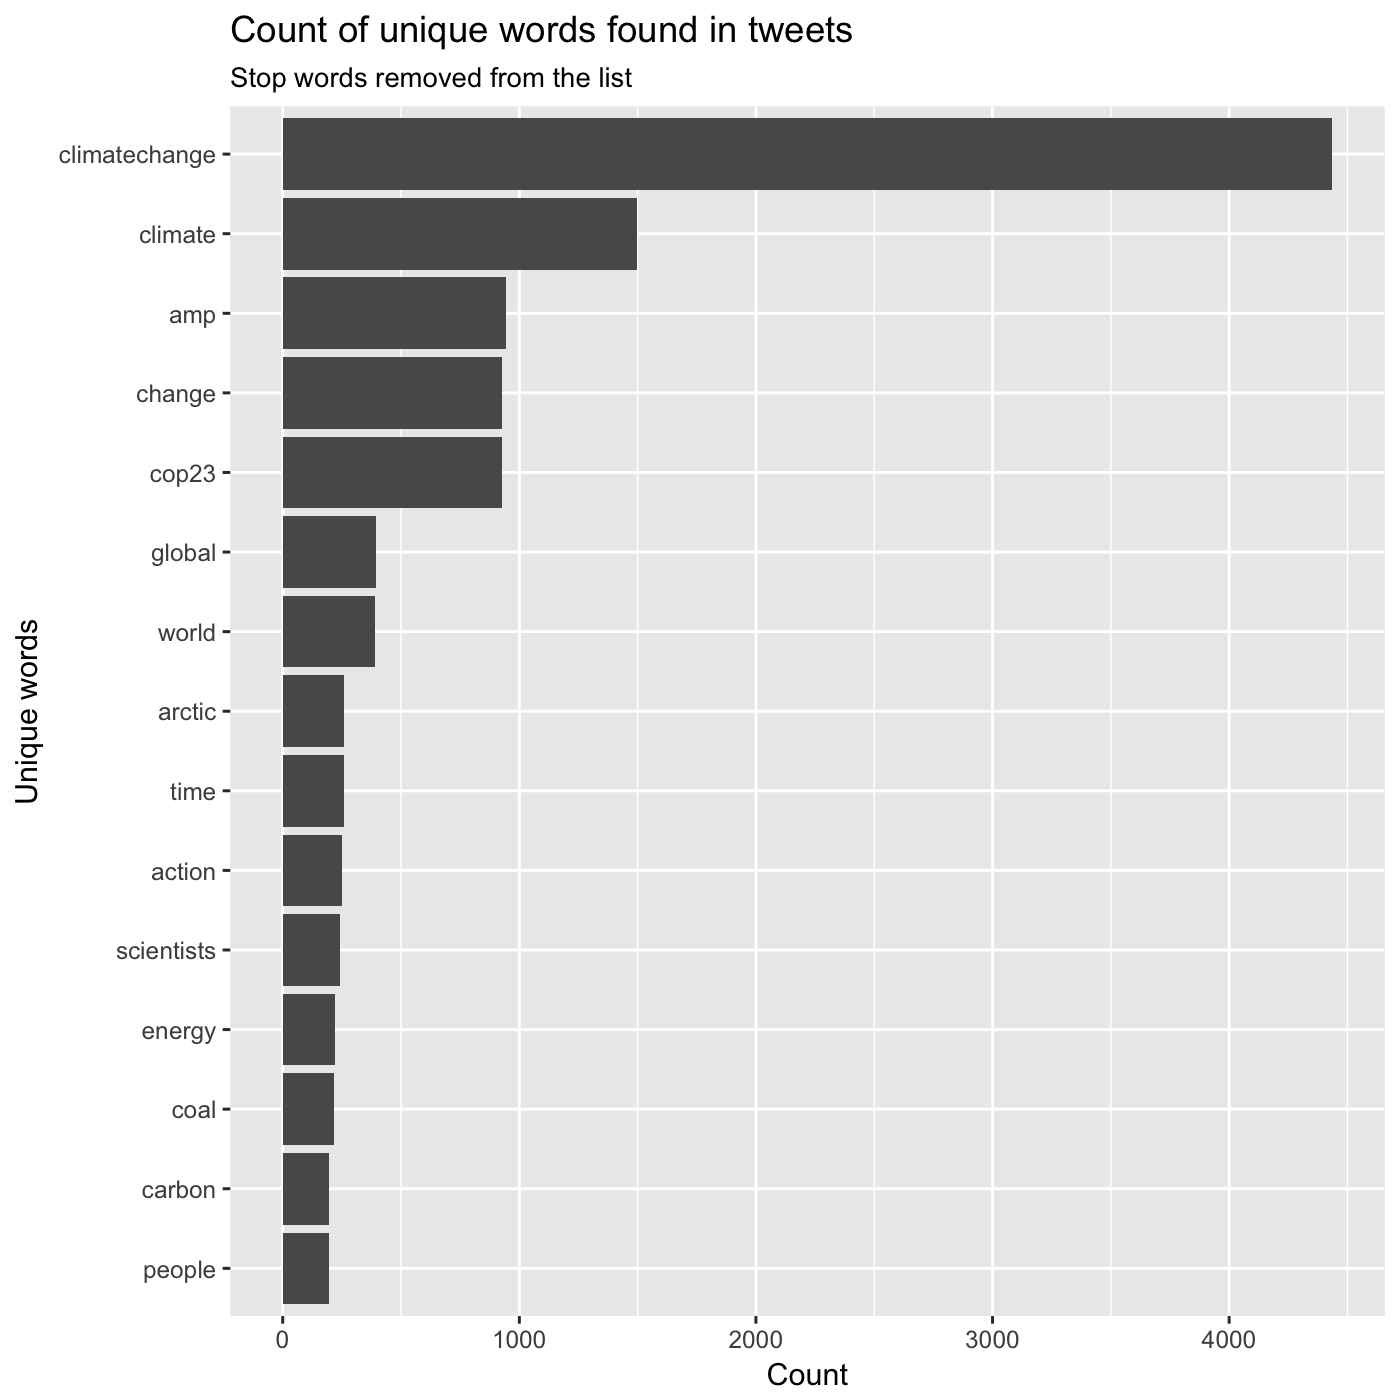 Count of unique words found in tweets
Stop words removed from the list
Unique words
climatechange
climate
amp
change
cop23
global
world
arctic
time
action
scientists
energy
coal
carbon
people
0 1000 2000 3000 4000
Count